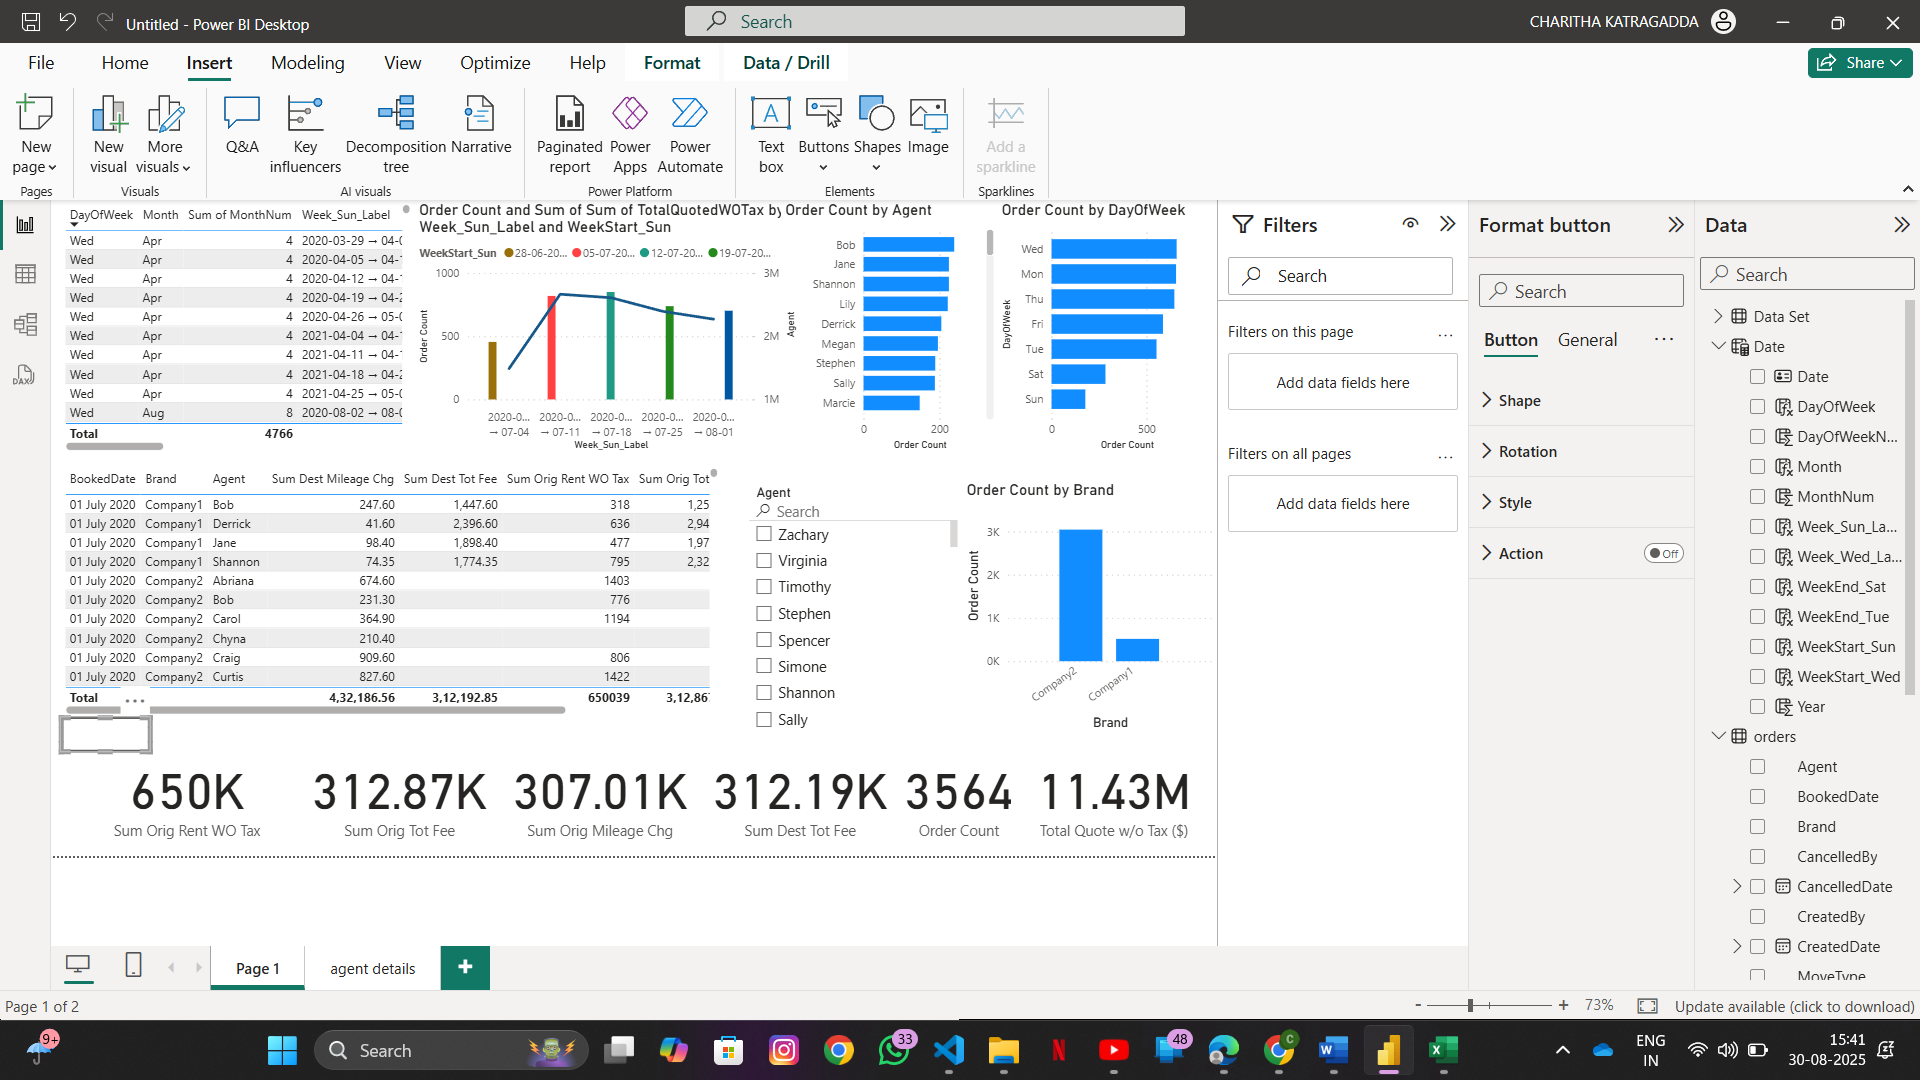 Untitled - Power BI Desktop
Search
CHARITHA KATRAGADDA
File Home Insert Modeling View Optimize Help Format Data / Drill
Share
New page
New visual
More visuals
Q&A
Key influencers
Decomposition tree
Narrative
Paginated report
Power Apps
Power Automate
Text box
Buttons
Shapes
Image
Add a sparkline
Pages Visuals AI visuals Power Platform Elements Sparklines
DayOfWeek Month Sum of MonthNum Week_Sun_Label
Wed Apr 4 2020-03-29 → 04-0
Wed Apr 4 2020-04-05 → 04-1
Wed Apr 4 2020-04-12 → 04-1
Wed Apr 4 2020-04-19 → 04-2
Wed Apr 4 2020-04-26 → 05-0
Wed Apr 4 2021-04-04 → 04-1
Wed Apr 4 2021-04-11 → 04-1
Wed Apr 4 2021-04-18 → 04-2
Wed Apr 4 2021-04-25 → 05-0
Wed Aug 8 2020-08-02 → 08-0
Total 4766
Order Count and Sum of Sum of TotalQuotedWOTax by
Week_Sun_Label and WeekStart_Sun
WeekStart_Sun 28-06-20... 05-07-20... 12-07-20... 19-07-20...
1000 3M
500 2M
0 1M
Order Count
2020-0... 2020-0... 2020-0... 2020-0... 2020-0...
→ 07-04 → 07-11 → 07-18 → 07-25 → 08-01
Week_Sun_Label
Order Count by Agent
Agent
Bob
Jane
Shannon
Lily
Derrick
Megan
Stephen
Sally
Marcie
0 200
Order Count
Order Count by DayOfWeek
DayOfWeek
Wed
Mon
Thu
Fri
Tue
Sat
Sun
0 500
Order Count
BookedDate Brand Agent Sum Dest Mileage Chg Sum Dest Tot Fee Sum Orig Rent WO Tax Sum Orig Tot
01 July 2020 Company1 Bob 247.60 1,447.60 318 1,25
01 July 2020 Company1 Derrick 41.60 2,396.60 636 2,94
01 July 2020 Company1 Jane 98.40 1,898.40 477 1,97
01 July 2020 Company1 Shannon 74.35 1,774.35 795 2,32
01 July 2020 Company2 Abriana 674.60 1403
01 July 2020 Company2 Bob 231.30 776
01 July 2020 Company2 Carol 364.90 1194
01 July 2020 Company2 Chyna 210.40
01 July 2020 Company2 Craig 909.60 806
01 July 2020 Company2 Curtis 827.60 1422
Total 4,32,186.56 3,12,192.85 650039 3,12,867
Agent
Search
Zachary
Virginia
Timothy
Stephen
Spencer
Simone
Shannon
Sally
Order Count by Brand
Order Count
3K
2K
1K
0K
Company2 Company1
Brand
650K 312.87K 307.01K 312.19K 3564 11.43M
Sum Orig Rent WO Tax Sum Orig Tot Fee Sum Orig Mileage Chg Sum Dest Tot Fee Order Count Total Quote w/o Tax ($)
Filters
Search
Filters on this page ...
Add data fields here
Filters on all pages ...
Add data fields here
Format button
Search
Button General ...
Shape
Rotation
Style
Action Off
Data
Search
Data Set
Date
Date
DayOfWeek
DayOfWeekN...
Month
MonthNum
Week_Sun_La...
Week_Wed_La...
WeekEnd_Sat
WeekEnd_Tue
WeekStart_Sun
WeekStart_Wed
Year
orders
Agent
BookedDate
Brand
CancelledBy
CancelledDate
CreatedBy
CreatedDate
MoveType
Page 1 agent details +
Page 1 of 2
- + 73%
Update available (click to download)
9+
Search
33
48
ENG
IN
15:41
30-08-2025